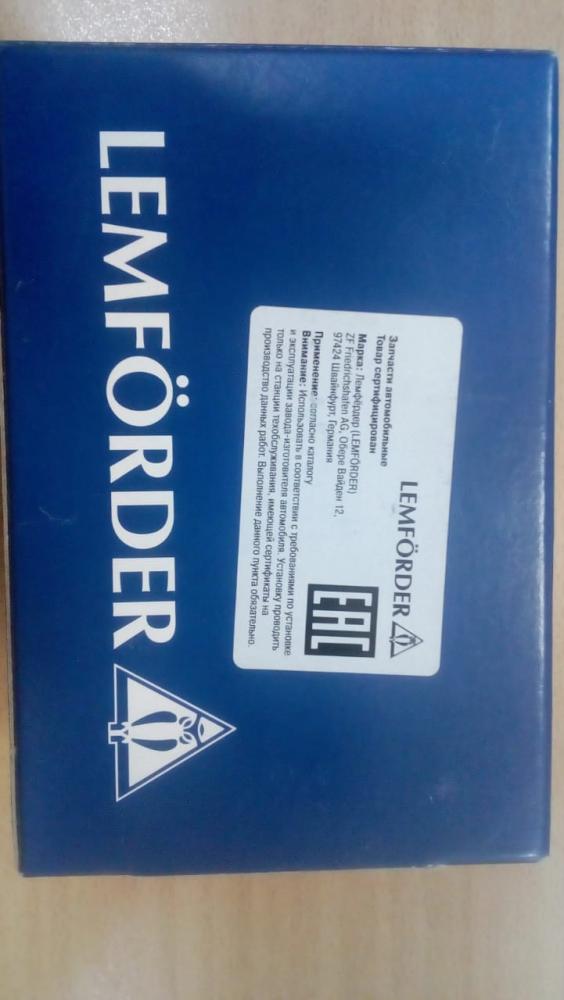 LEMFÖRDER
LEMFÖRDER
Запчасти автомобильные
Товар сертифицирован
Марка: Лемфёрдер (LEMFÖRDER)
ZF Friedrichshafen AG, Обере Вайден 12,
97424 Швайнфурт, Германия
EAC
Применение: согласно каталогу
Внимание: Использовать в соответствии с требованиями по установке
и эксплуатации завода-изготовителя автомобиля. Установку проводить
только на станции техобслуживания, имеющей сертификаты на
производство данных работ. Выполнение данного пункта обязательно.